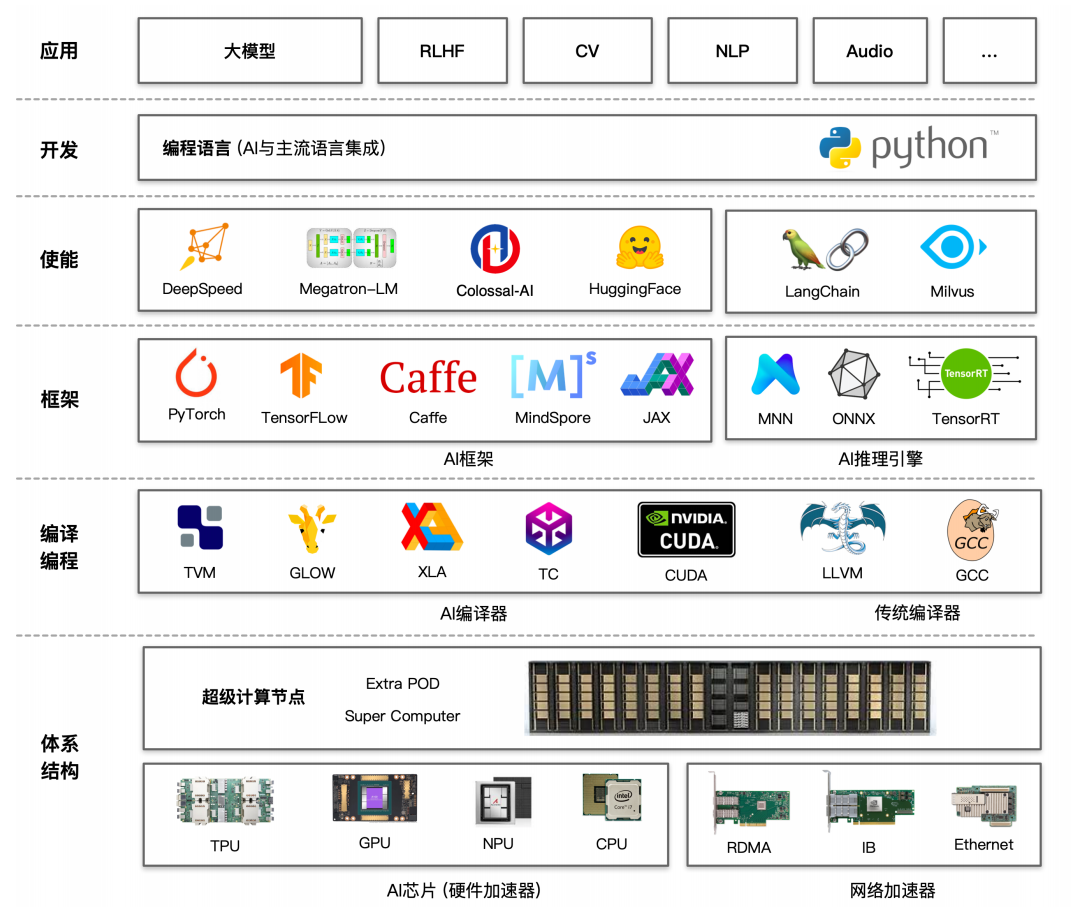 应用
大模型
RLHF
CV
NLP
Audio
...
开发
编程语言 (AI与主流语言集成)
python™
使能
DeepSpeed
Megatron-LM
Colossal-AI
HuggingFace
LangChain
Milvus
框架
Caffe
[M]s
JAX
TensorRT
PyTorch
TensorFLow
Caffe
MindSpore
JAX
MNN
ONNX
TensorRT
AI框架
AI推理引擎
编译
编程
NVIDIA.
CUDA.
GCC
TVM
GLOW
XLA
TC
CUDA
LLVM
GCC
AI编译器
传统编译器
体系
结构
超级计算节点
Extra POD
Super Computer
intel
CORE i7
TPU
GPU
NPU
CPU
RDMA
IB
Ethernet
AI芯片 (硬件加速器)
网络加速器